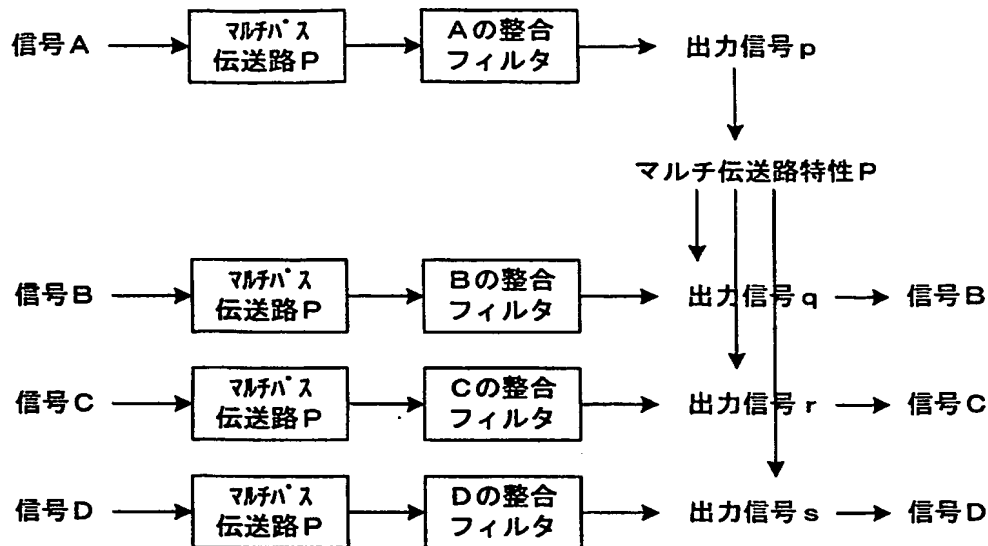 信号A
ﾏﾙﾁﾊﾟｽ
伝送路P
Aの整合
フィルタ
出力信号p
マルチ伝送路特性P
信号B
ﾏﾙﾁﾊﾟｽ
伝送路P
Bの整合
フィルタ
出力信号q
信号B
信号C
ﾏﾙﾁﾊﾟｽ
伝送路P
Cの整合
フィルタ
出力信号r
信号C
信号D
ﾏﾙﾁﾊﾟｽ
伝送路P
Dの整合
フィルタ
出力信号s
信号D